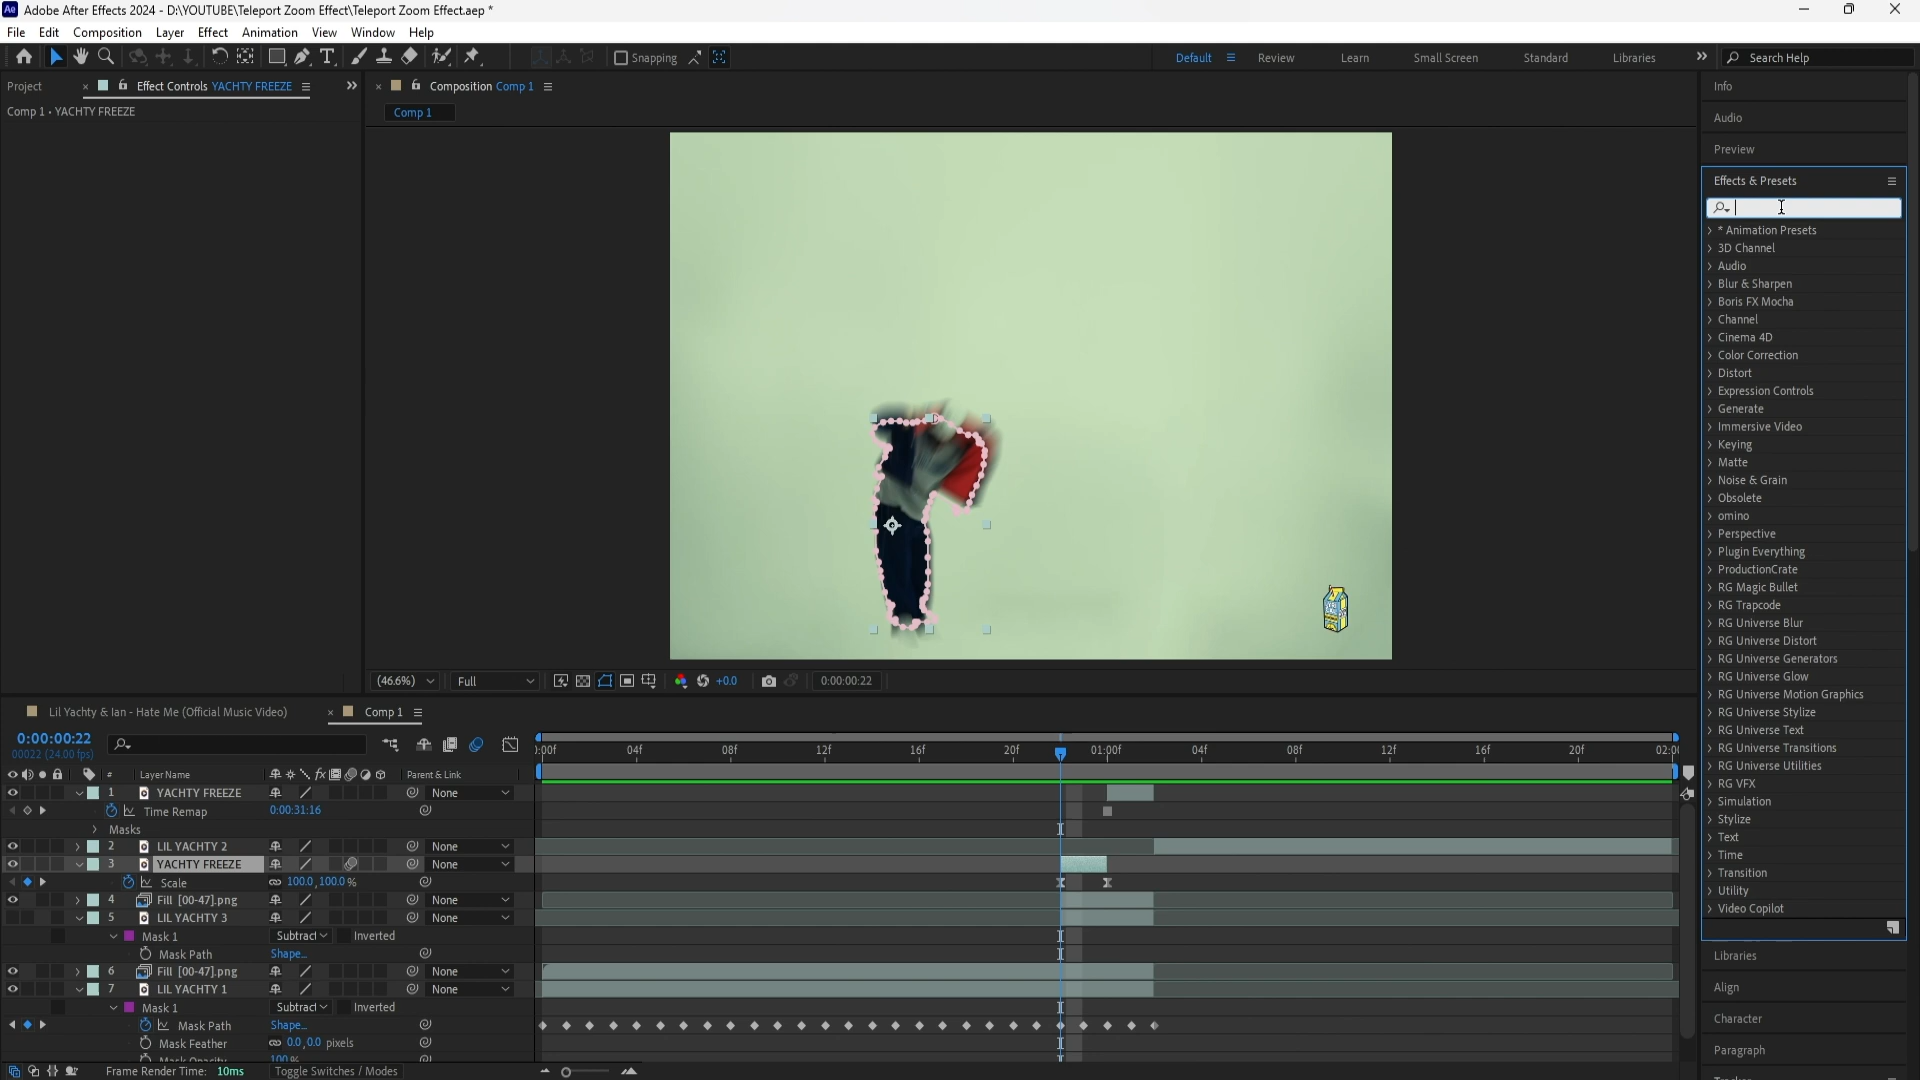 Adobe After Effects 2024 - D:\YOUTUBE\Teleport Zoom Effect\Teleport Zoom Effect.aep *
File Edit Composition Layer Effect Animation View Window Help
Snapping Default Review Learn Small Screen Standard Libraries Search Help
Project Effect Controls YACHTY FREEZE Composition Comp 1
Comp 1 • YACHTY FREEZE
Comp 1
Info
Audio
Preview
Effects & Presets
* Animation Presets
3D Channel
Audio
Blur & Sharpen
Boris FX Mocha
Channel
Cinema 4D
Color Correction
Distort
Expression Controls
Generate
Immersive Video
Keying
Matte
Noise & Grain
Obsolete
omino
Perspective
Plugin Everything
ProductionCrate
RG Magic Bullet
RG Trapcode
RG Universe Blur
RG Universe Distort
RG Universe Generators
RG Universe Glow
RG Universe Motion Graphics
RG Universe Stylize
RG Universe Text
RG Universe Transitions
RG Universe Utilities
RG VFX
Simulation
Stylize
Text
Time
Transition
Utility
Video Copilot
Libraries
Align
Character
Paragraph
(46.6%) Full +0.0 0:00:00:22
Lil Yachty & Ian - Hate Me (Official Music Video) Comp 1
0:00:00:22
00022 (24.00 fps)
:00f 04f 08f 12f 16f 20f 01:00f 04f 08f 12f 16f 20f 02:0
# Layer Name Parent & Link
1 YACHTY FREEZE None
Time Remap 0:00:31:16
Masks
2 LIL YACHTY 2 None
3 YACHTY FREEZE None
Scale 100.0,100.0%
4 Fill [00-47].png None
5 LIL YACHTY 3 None
Mask 1 Subtract Inverted
Mask Path Shape...
6 Fill [00-47].png None
7 LIL YACHTY 1 None
Mask 1 Subtract Inverted
Mask Path Shape...
Mask Feather 0.0,0.0 pixels
Mask Opacity 100%
Frame Render Time: 10ms Toggle Switches / Modes